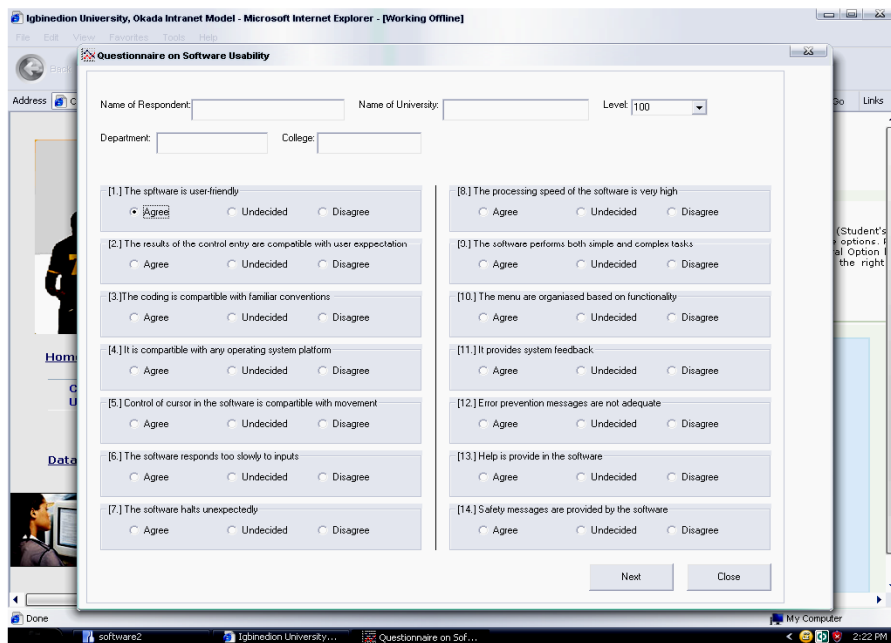 Igbinedion University, Okada Intranet Model - Microsoft Internet Explorer - [Working Offline]
File Edit View Favorites Tools Help
Back
Questionnaire on Software Usability
Address
Links
Name of Respondent:
Name of University:
Level: 100
Department:
College:
[1.] The spftware is user-friendly
Agree Undecided Disagree
[2.] The results of the control entry are compatible with user exppectation
Agree Undecided Disagree
[3.]The coding is compartible with familiar conventions
Agree Undecided Disagree
[4.] It is compartible with any operating system platform
Agree Undecided Disagree
[5.] Control of cursor in the software is compartible with movement
Agree Undecided Disagree
[6.] The software responds too slowly to inputs
Agree Undecided Disagree
[7.] The software halts unexpectedly
Agree Undecided Disagree
[8.] The processing speed of the software is very high
Agree Undecided Disagree
[9.] The software performs both simple and complex tasks
Agree Undecided Disagree
[10.] The menu are organiased based on functionality
Agree Undecided Disagree
[11.] It provides system feedback
Agree Undecided Disagree
[12.] Error prevention messages are not adequate
Agree Undecided Disagree
[13.] Help is provide in the software
Agree Undecided Disagree
[14.] Safety messages are provided by the software
Agree Undecided Disagree
Next Close
(Student's
options.
Option
the right
Home
Data
Done
My Computer
software2
Igbinedion University...
Questionnaire on Sof...
2:22 PM